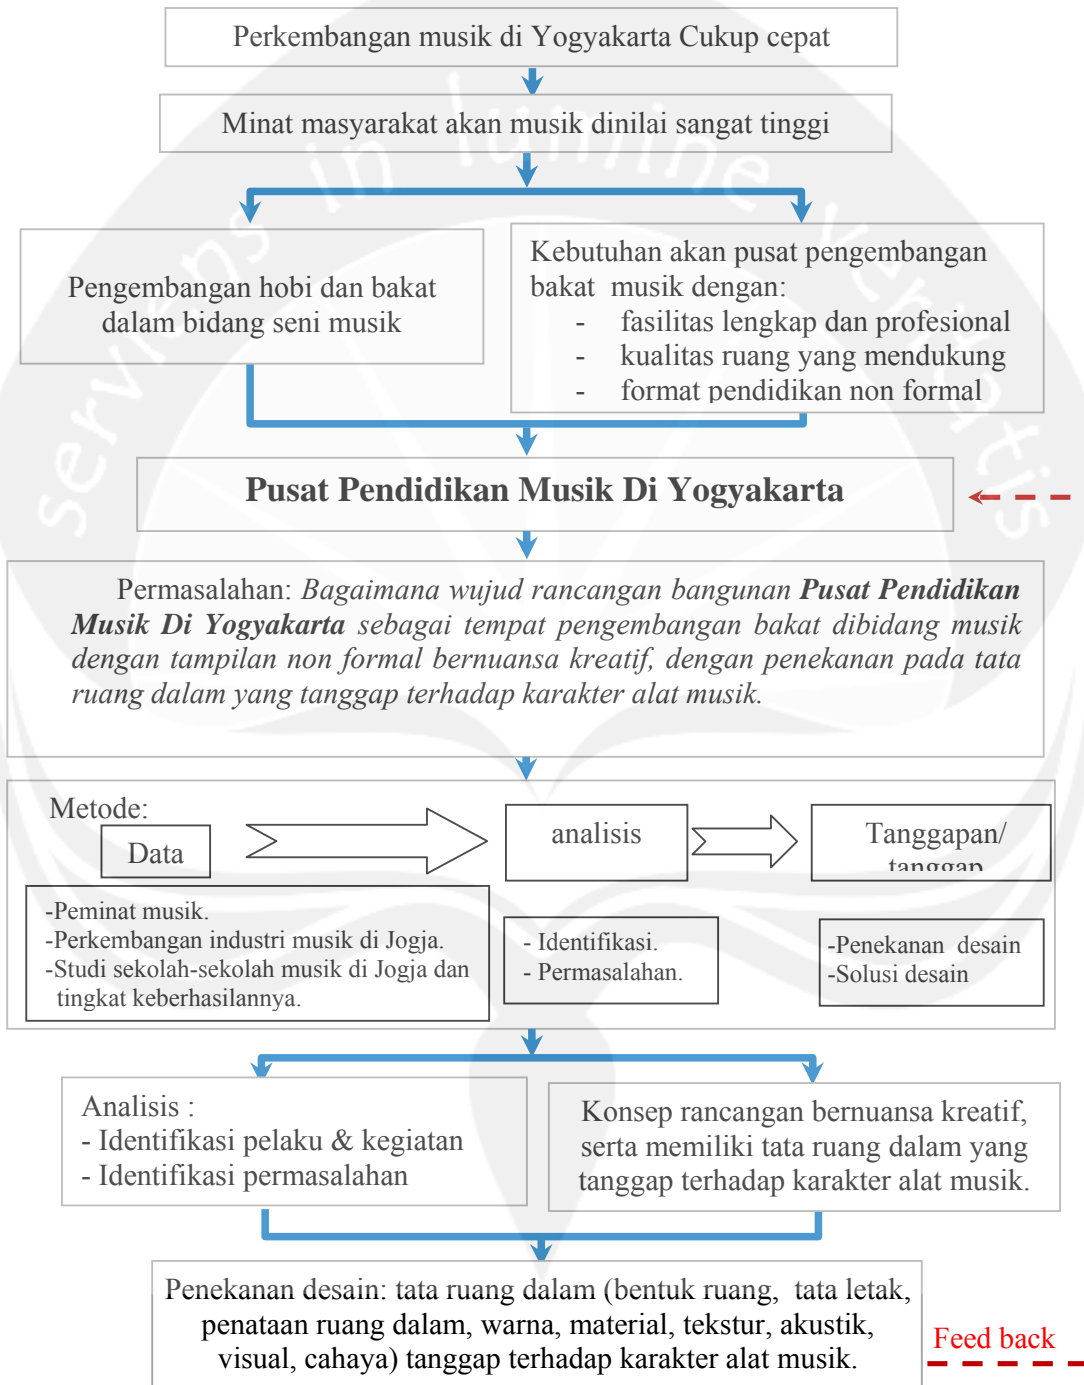 Perkembangan musik di Yogyakarta Cukup cepat
Minat masyarakat akan musik dinilai sangat tinggi
Pengembangan hobi dan bakat
dalam bidang seni musik
Kebutuhan akan pusat pengembangan
bakat musik dengan:
- fasilitas lengkap dan profesional
- kualitas ruang yang mendukung
- format pendidikan non formal
Pusat Pendidikan Musik Di Yogyakarta
Permasalahan: Bagaimana wujud rancangan bangunan Pusat Pendidikan
Musik Di Yogyakarta sebagai tempat pengembangan bakat dibidang musik
dengan tampilan non formal bernuansa kreatif, dengan penekanan pada tata
ruang dalam yang tanggap terhadap karakter alat musik.
Metode:
Data
analisis
Tanggapan/
tanggap
-Peminat musik.
-Perkembangan industri musik di Jogja.
-Studi sekolah-sekolah musik di Jogja dan
tingkat keberhasilannya.
- Identifikasi.
- Permasalahan.
-Penekanan desain
-Solusi desain
Analisis :
- Identifikasi pelaku & kegiatan
- Identifikasi permasalahan
Konsep rancangan bernuansa kreatif,
serta memiliki tata ruang dalam yang
tanggap terhadap karakter alat musik.
Penekanan desain: tata ruang dalam (bentuk ruang, tata letak,
penataan ruang dalam, warna, material, tekstur, akustik,
visual, cahaya) tanggap terhadap karakter alat musik.
Feed back
serviens in lumine veritatis